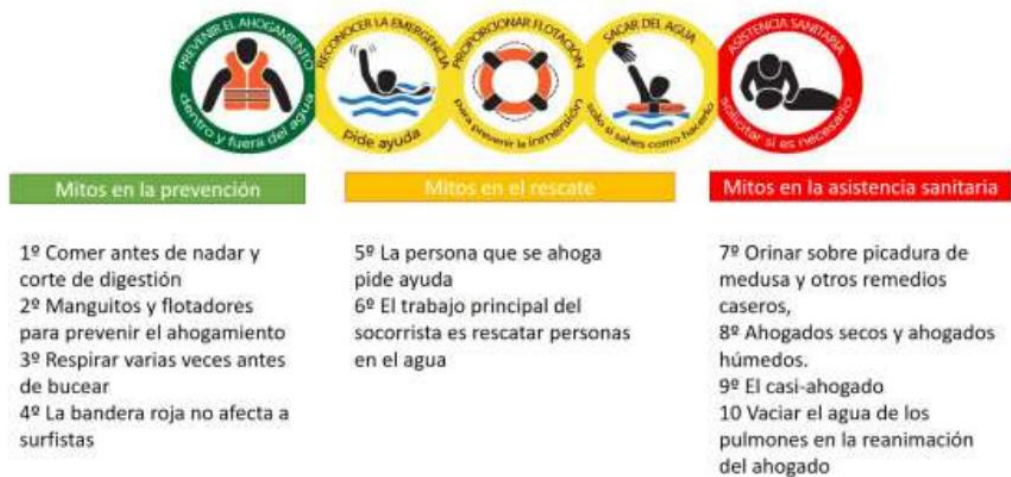 PREVENIR EL AHOGAMIENTO
dentro y fuera del agua
RECONOCER LA EMERGENCIA
pide ayuda
PROPORCIONAR FLOTACIÓN
para prevenir la inmersión
SACAR DEL AGUA
solo si sabes como hacerlo
ASISTENCIA SANITARIA
solicitar si es necesario
Mitos en la prevención
1º Comer antes de nadar y
corte de digestión
2º Manguitos y flotadores
para prevenir el ahogamiento
3º Respirar varias veces antes
de bucear
4º La bandera roja no afecta a
surfistas
Mitos en el rescate
5º La persona que se ahoga
pide ayuda
6º El trabajo principal del
socorrista es rescatar personas
en el agua
Mitos en la asistencia sanitaria
7º Orinar sobre picadura de
medusa y otros remedios
caseros,
8º Ahogados secos y ahogados
húmedos.
9º El casi-ahogado
10 Vaciar el agua de los
pulmones en la reanimación
del ahogado